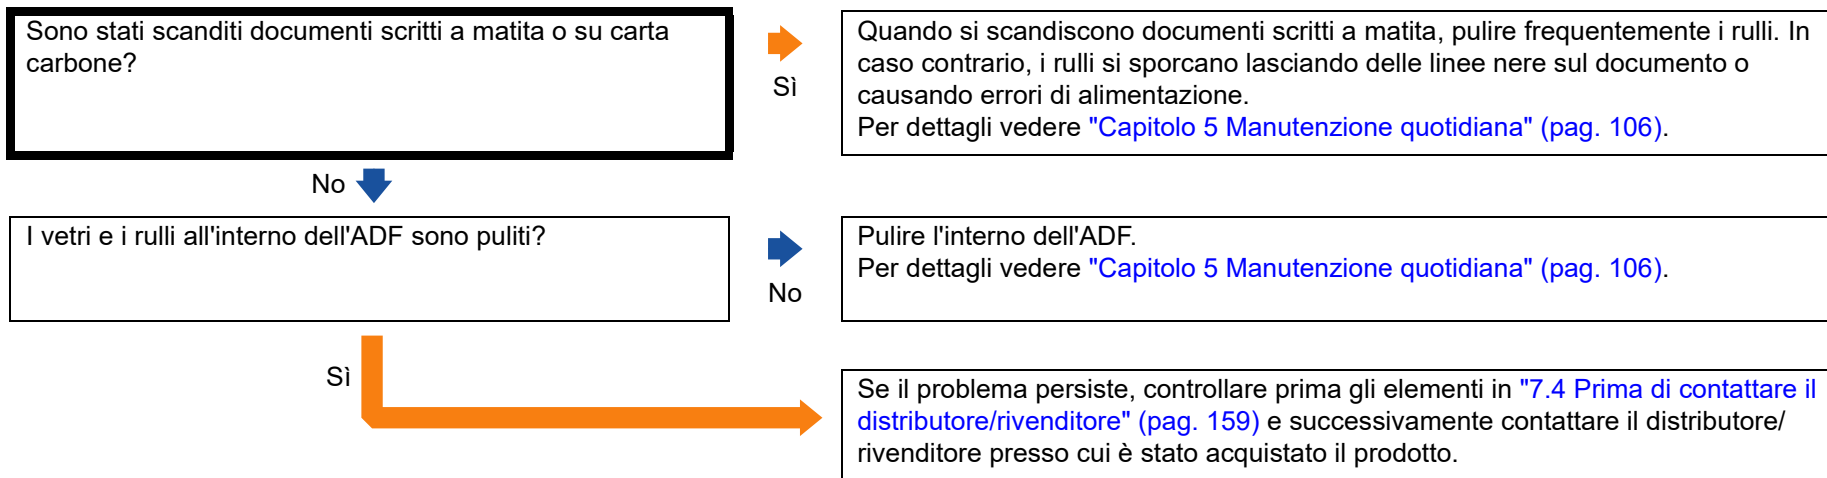 Sono stati scanditi documenti scritti a matita o su carta
carbone?
Sì
Quando si scandiscono documenti scritti a matita, pulire frequentemente i rulli. In
caso contrario, i rulli si sporcano lasciando delle linee nere sul documento o
causando errori di alimentazione.
Per dettagli vedere "Capitolo 5 Manutenzione quotidiana" (pag. 106).
No
I vetri e i rulli all'interno dell'ADF sono puliti?
No
Pulire l'interno dell'ADF.
Per dettagli vedere "Capitolo 5 Manutenzione quotidiana" (pag. 106).
Sì
Se il problema persiste, controllare prima gli elementi in "7.4 Prima di contattare il
distributore/rivenditore" (pag. 159) e successivamente contattare il distributore/
rivenditore presso cui è stato acquistato il prodotto.